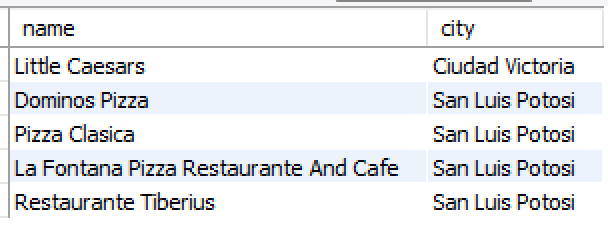 name city
Little Caesars Ciudad Victoria
Dominos Pizza San Luis Potosi
Pizza Clasica San Luis Potosi
La Fontana Pizza Restaurante And Cafe San Luis Potosi
Restaurante Tiberius San Luis Potosi